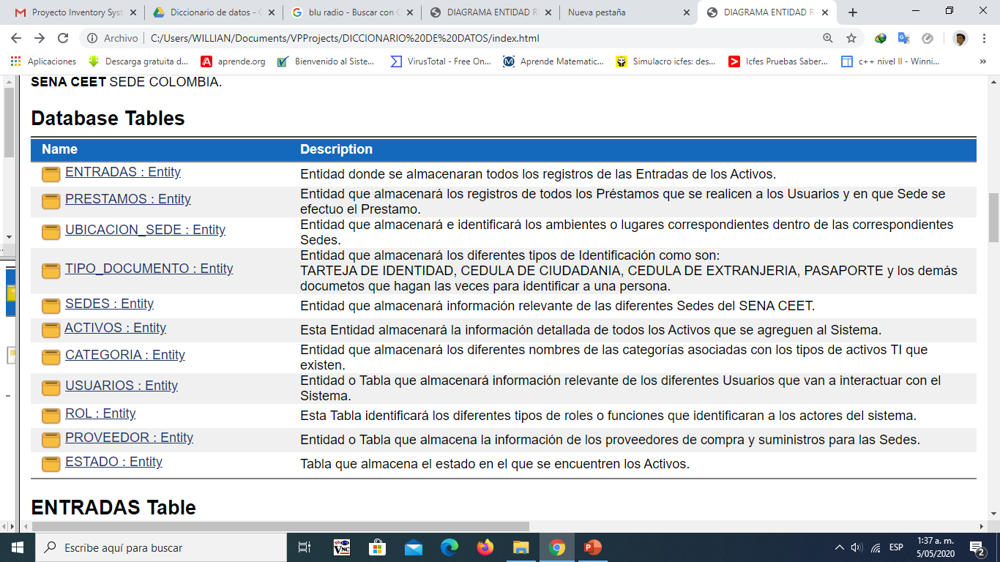 Proyecto Inventory Syst
Diccionario de datos - G
blu radio - Buscar con G
DIAGRAMA ENTIDAD R
Nueva pestaña
DIAGRAMA ENTIDAD R
Archivo
C:/Users/WILLIAN/Documents/VPProjects/DICCIONARIO%20DE%20DATOS/index.html
Aplicaciones
Descarga gratuita d...
aprende.org
Bienvenido al Siste...
VirusTotal - Free On...
Aprende Matematic...
Simulacro icfes: des...
Icfes Pruebas Saber...
c++ nivel II - Winni...
SENA CEET SEDE COLOMBIA.
Database Tables
Name Description
ENTRADAS : Entity
Entidad donde se almacenaran todos los registros de las Entradas de los Activos.
PRESTAMOS : Entity
Entidad que almacenará los registros de todos los Préstamos que se realicen a los Usuarios y en que Sede se
efectuo el Prestamo.
UBICACION_SEDE : Entity
Entidad que almacenará e identificará los ambientes o lugares correspondientes dentro de las correspondientes
Sedes.
TIPO_DOCUMENTO : Entity
Entidad que almacenará los diferentes tipos de Identificación como son:
TARTEJA DE IDENTIDAD, CEDULA DE CIUDADANIA, CEDULA DE EXTRANJERIA, PASAPORTE y los demás
documetos que hagan las veces para identificar a una persona.
SEDES : Entity
Entidad que almacenará información relevante de las diferentes Sedes del SENA CEET.
ACTIVOS : Entity
Esta Entidad almacenará la información detallada de todos los Activos que se agreguen al Sistema.
CATEGORIA : Entity
Entidad que almacenará los diferentes nombres de las categorías asociadas con los tipos de activos TI que
existen.
USUARIOS : Entity
Entidad o Tabla que almacenará información relevante de los diferentes Usuarios que van a interactuar con el
Sistema.
ROL : Entity
Esta Tabla identificará los diferentes tipos de roles o funciones que identificaran a los actores del sistema.
PROVEEDOR : Entity
Entidad o Tabla que almacena la información de los proveedores de compra y suministros para las Sedes.
ESTADO : Entity
Tabla que almacena el estado en el que se encuentren los Activos.
ENTRADAS Table
Escribe aquí para buscar
VNC
ESP
1:37 a. m.
5/05/2020
2